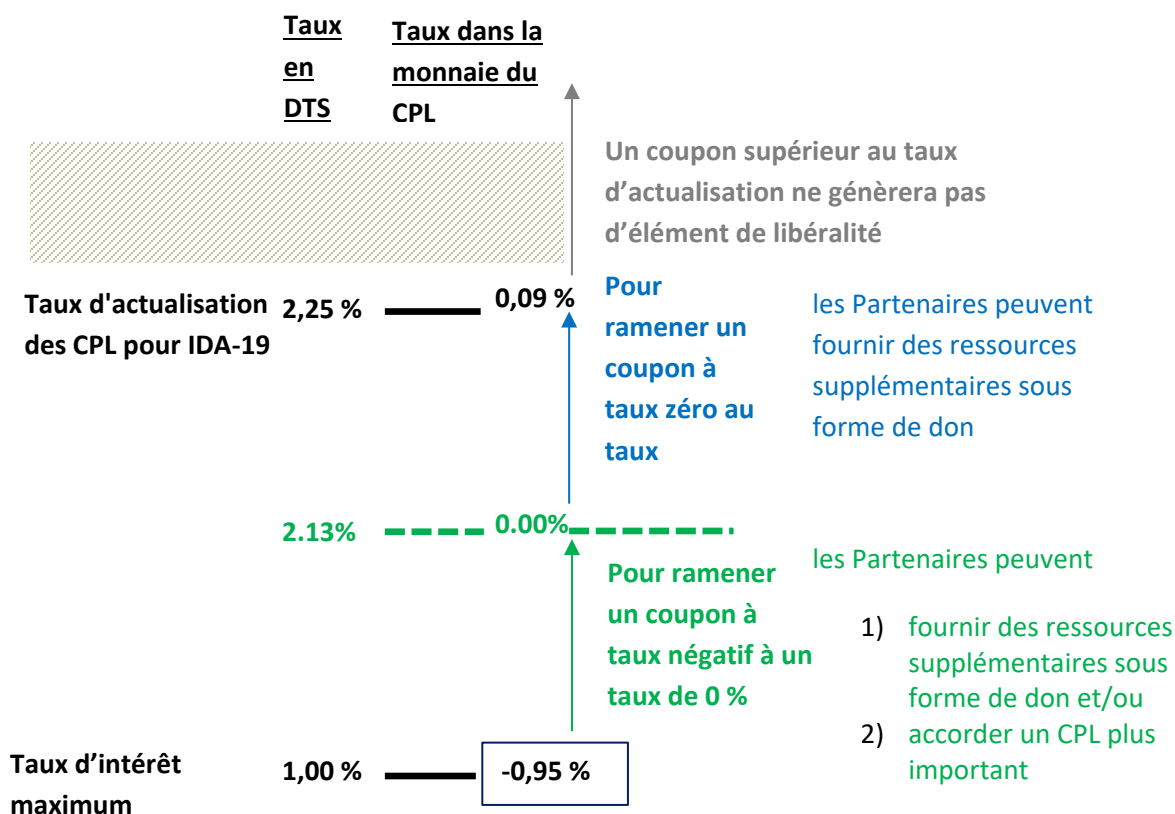 Taux
en
DTS
Taux dans la
monnaie du
CPL
Un coupon supérieur au taux
d’actualisation ne génèrera pas
d’élément de libéralité
Taux d'actualisation
des CPL pour IDA-19
2,25 %
0,09 %
Pour
ramener un
coupon à
taux zéro au
taux
les Partenaires peuvent
fournir des ressources
supplémentaires sous
forme de don
2.13%
0.00%
Pour ramener
un coupon à
taux négatif à un
taux de 0 %
les Partenaires peuvent
1) fournir des ressources
supplémentaires sous
forme de don et/ou
2) accorder un CPL plus
important
Taux d’intérêt
maximum
1,00 %
-0,95 %